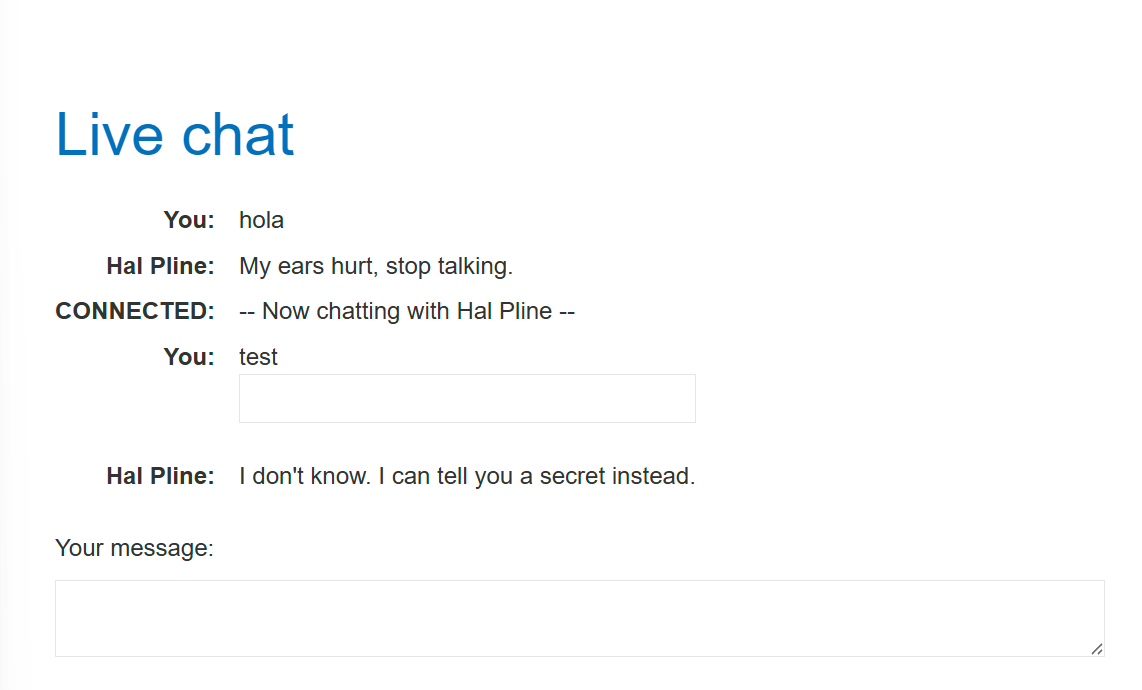 Live chat
You: hola
Hal Pline: My ears hurt, stop talking.
CONNECTED: -- Now chatting with Hal Pline --
You: test
Hal Pline: I don't know. I can tell you a secret instead.
Your message: